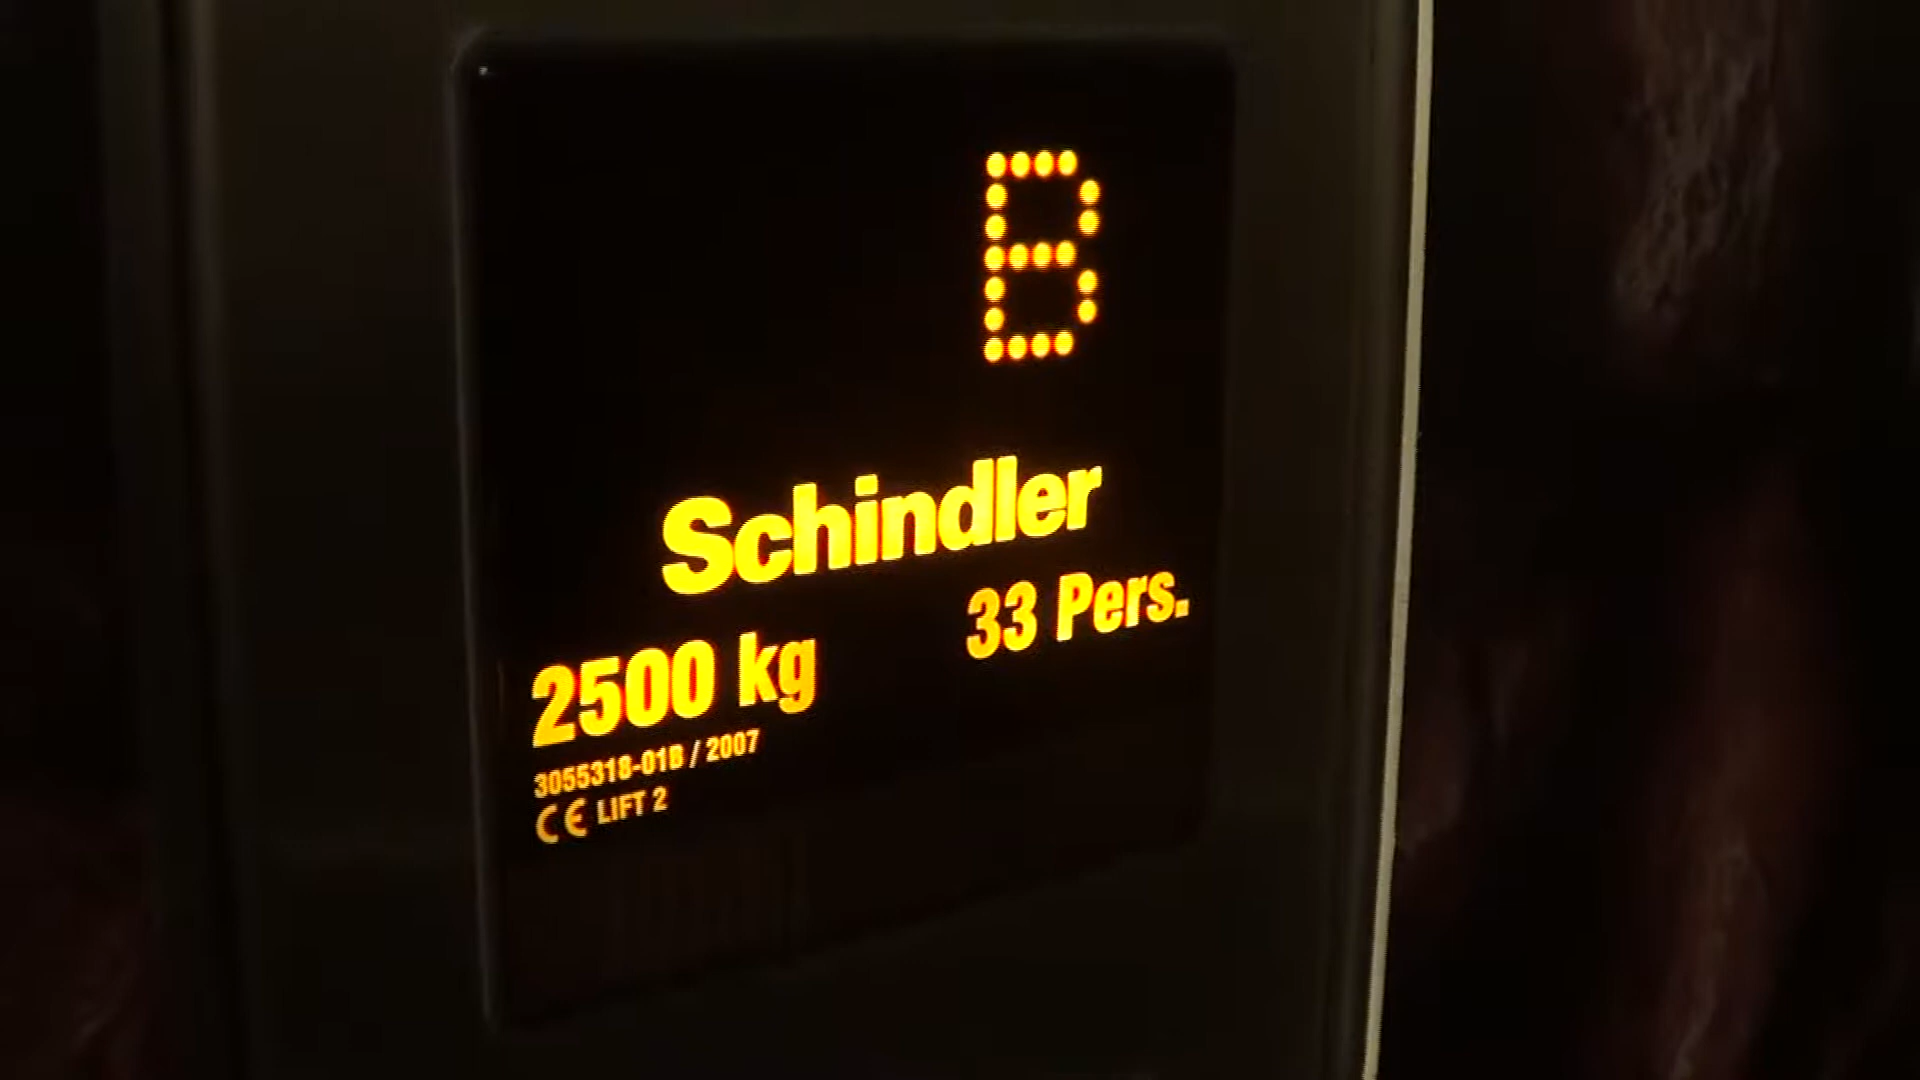 B
Schindler
2500 kg 33 Pers.
3055318-01B / 2007
CE LIFT 2